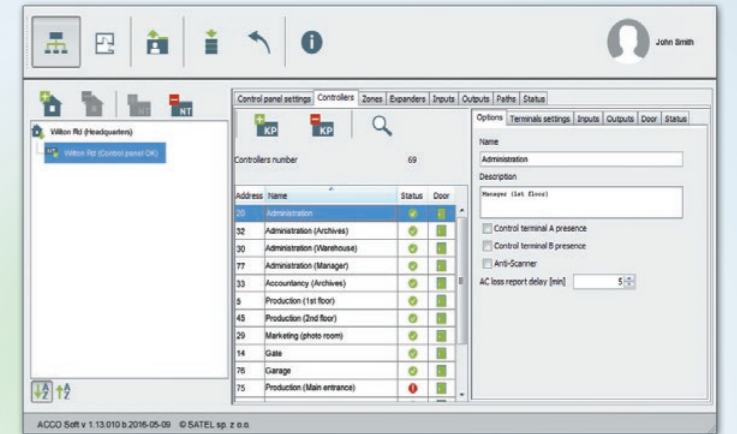 John Smith
NT
NT
Wilton Rd (Headquarters)
Wilton Rd (Control panel OK)
Control panel settings Controllers Zones Expanders Inputs Outputs Paths Status
KP KP
Controllers number 69
Address Name Status Door
20 Administration
32 Administration (Archives)
30 Administration (Warehouse)
77 Administration (Manager)
33 Accountancy (Archives)
5 Production (1st floor)
45 Production (2nd floor)
29 Marketing (photo room)
14 Gate
76 Garage
75 Production (Main entrance)
Options Terminals settings Inputs Outputs Door Status
Name
Administration
Description
Manager (1st floor)
Control terminal A presence
Control terminal B presence
Anti-Scanner
AC loss report delay [min] 5
ACCO Soft v 1.13.010 b.2016-05-09 © SATEL sp. z o.o.